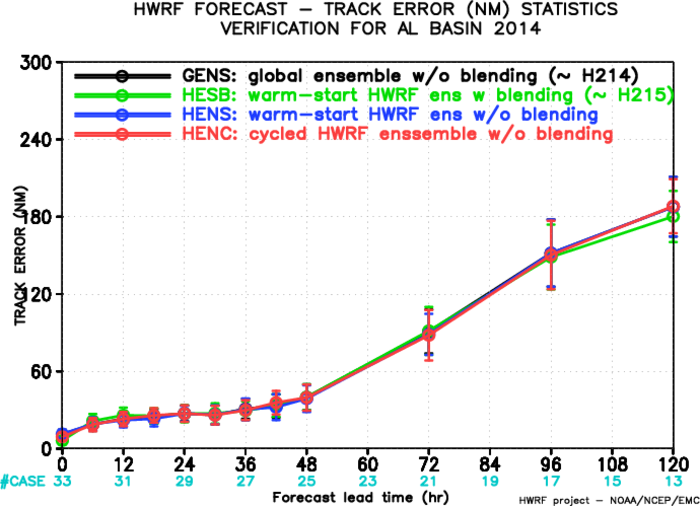 HWRF FORECAST – TRACK ERROR (NM) STATISTICS
VERIFICATION FOR AL BASIN 2014
GENS: global ensemble w/o blending (~ H214)
HESB: warm–start HWRF ens w blending (~ H215)
HENS: warm–start HWRF ens w/o blending
HENC: cycled HWRF enssemble w/o blending
TRACK ERROR (NM)
300
240
180
120
60
0
0 12 24 36 48 60 72 84 96 108 120
#CASE 33 31 29 27 25 23 21 19 17 15 13
Forecast lead time (hr)
HWRF project – NOAA/NCEP/EMC